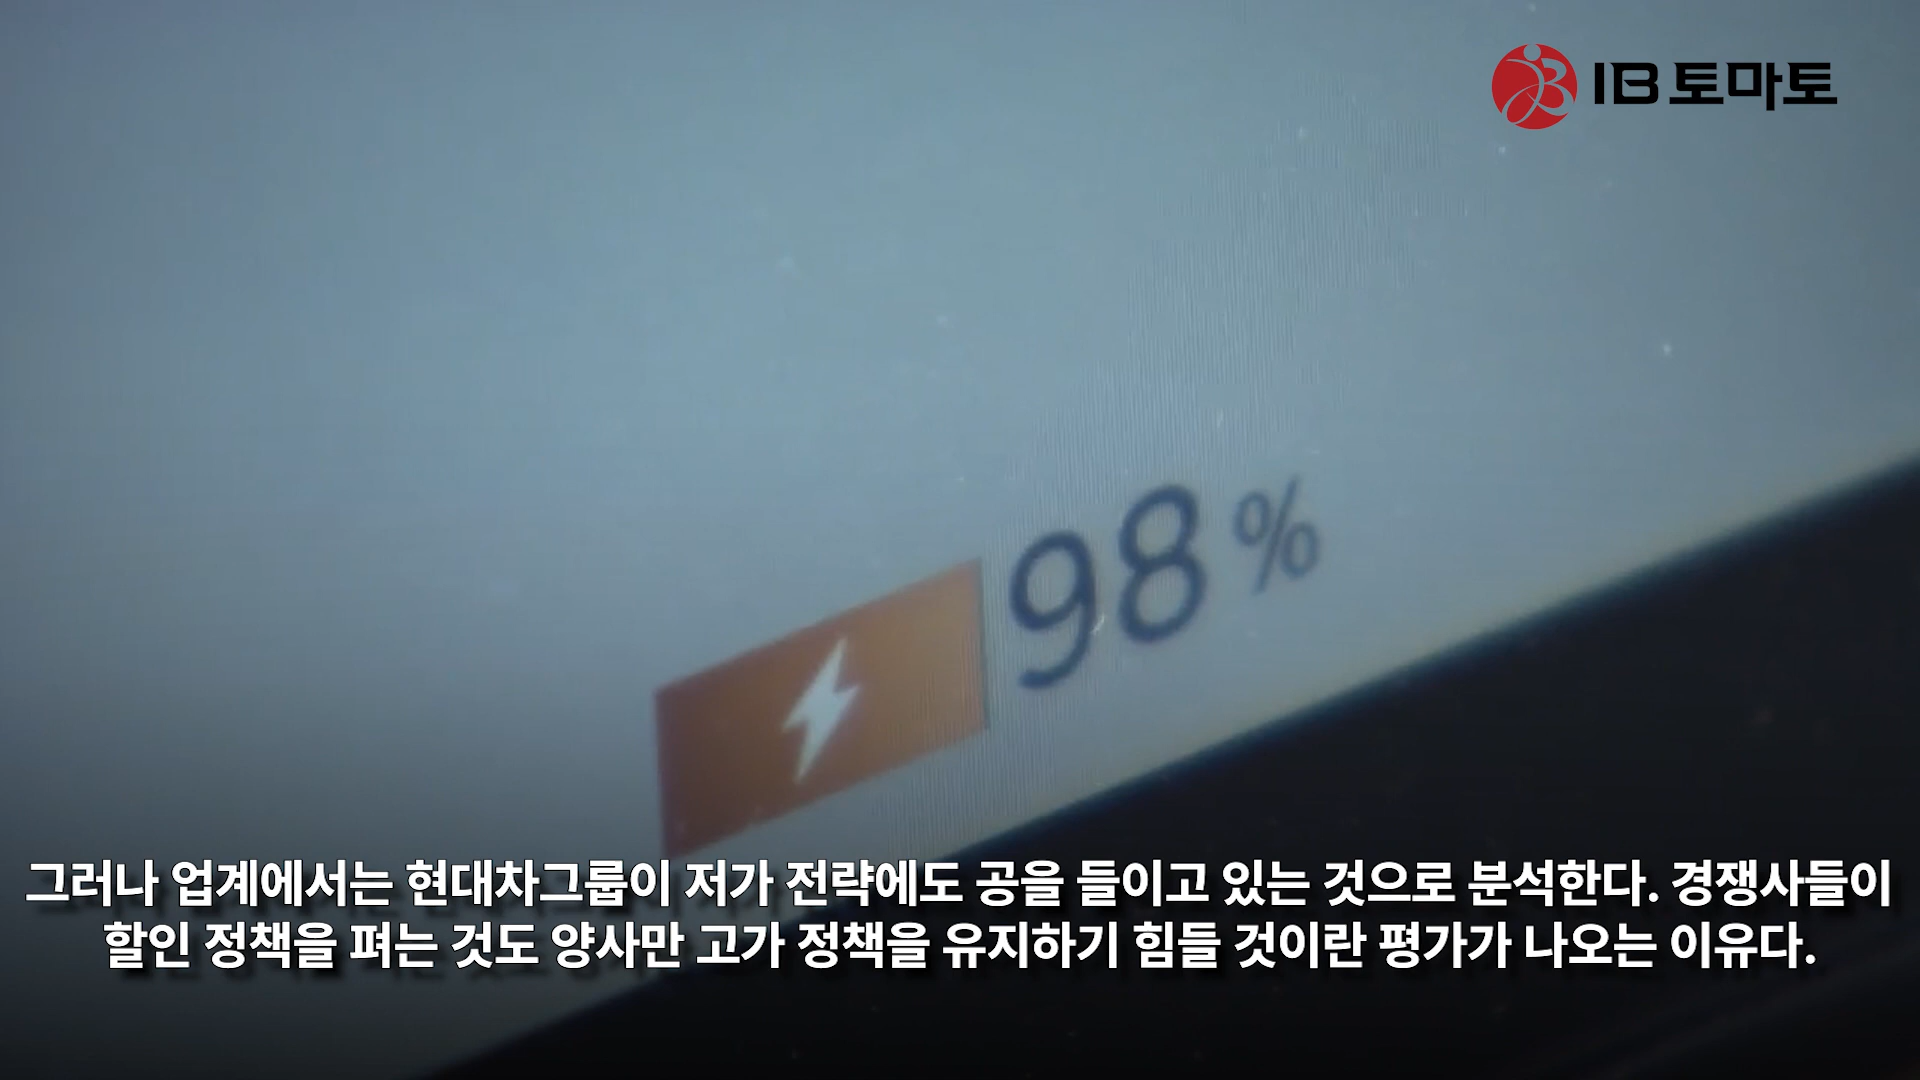 IB토마토
98%
그러나 업계에서는 현대차그룹이 저가 전략에도 공을 들이고 있는 것으로 분석한다. 경쟁사들이
할인 정책을 펴는 것도 양사만 고가 정책을 유지하기 힘들 것이란 평가가 나오는 이유다.